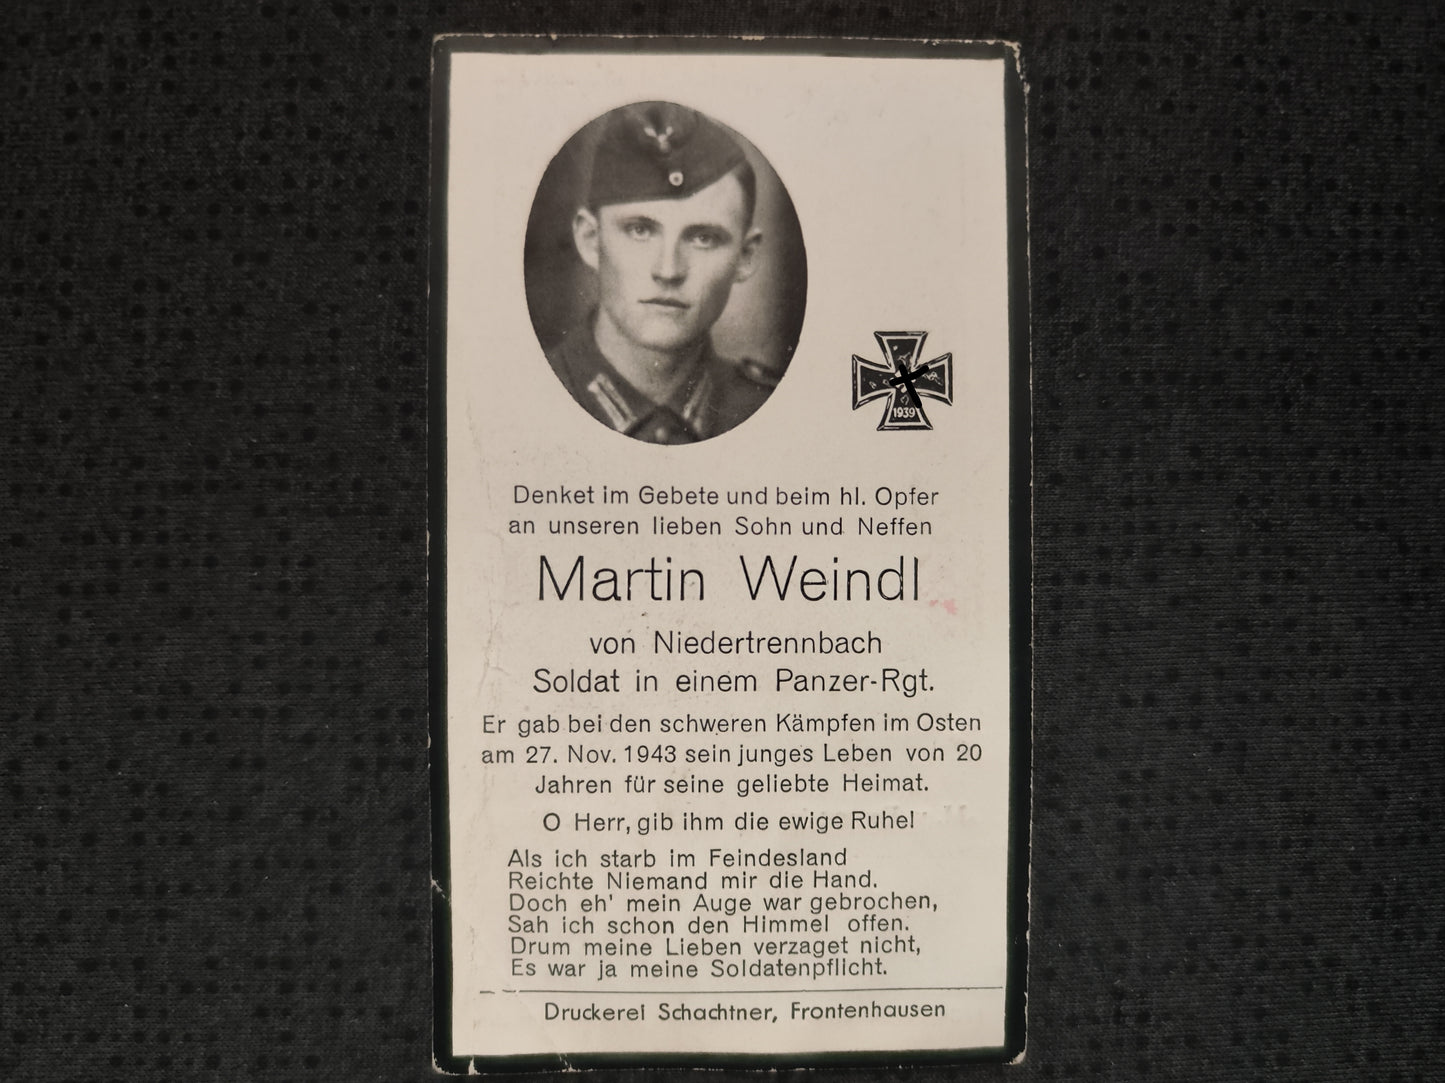 1939
Denket im Gebete und beim hl. Opfer
an unseren lieben Sohn und Neffen
Martin Weindl
von Niedertrennbach
Soldat in einem Panzer-Rgt.
Er gab bei den schweren Kämpfen im Osten
am 27. Nov. 1943 sein junges Leben von 20
Jahren für seine geliebte Heimat.
O Herr, gib ihm die ewige Ruhe!
Als ich starb im Feindesland
Reichte Niemand mir die Hand.
Doch eh' mein Auge war gebrochen,
Sah ich schon den Himmel offen.
Drum meine Lieben verzaget nicht,
Es war ja meine Soldatenpflicht.
Druckerei Schachtner, Frontenhausen